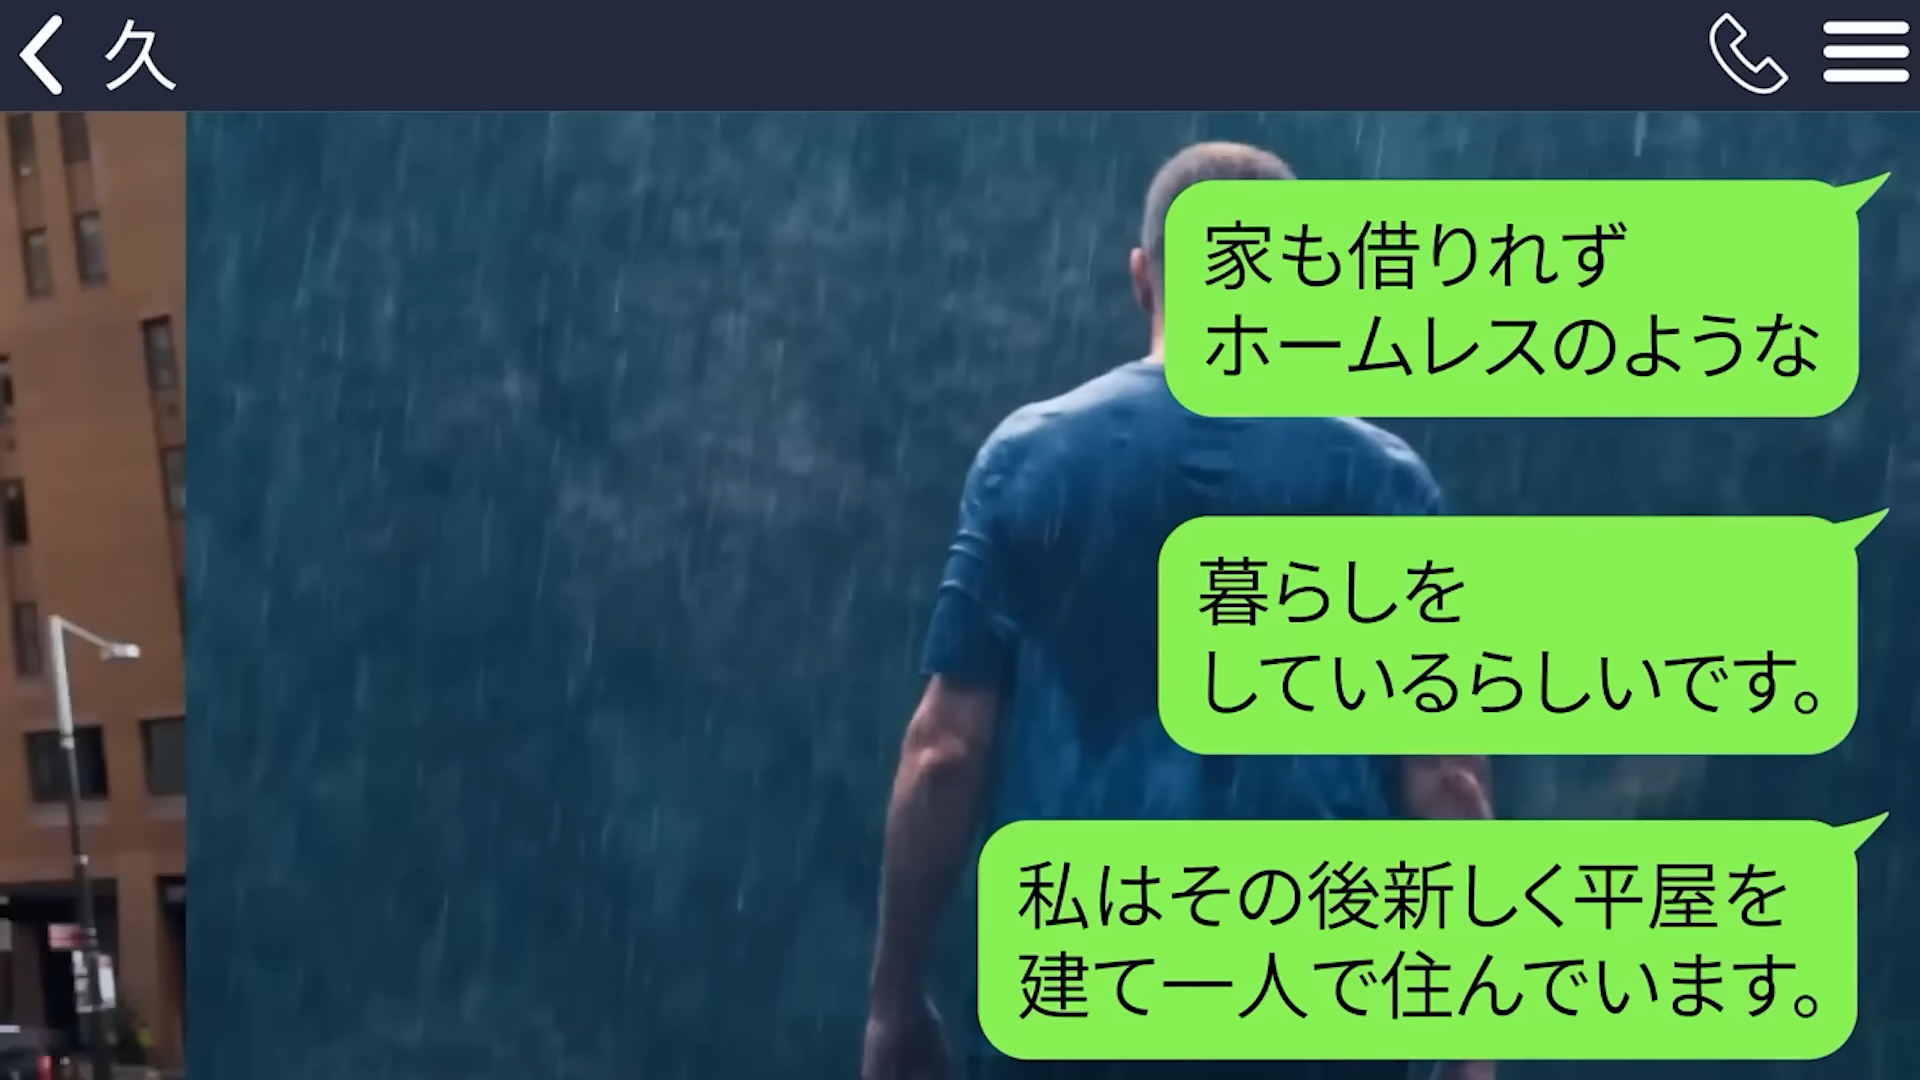 久
家も借りれず
ホームレスのような
暮らしを
しているらしいです。
私はその後新しく平屋を
建て一人で住んでいます。